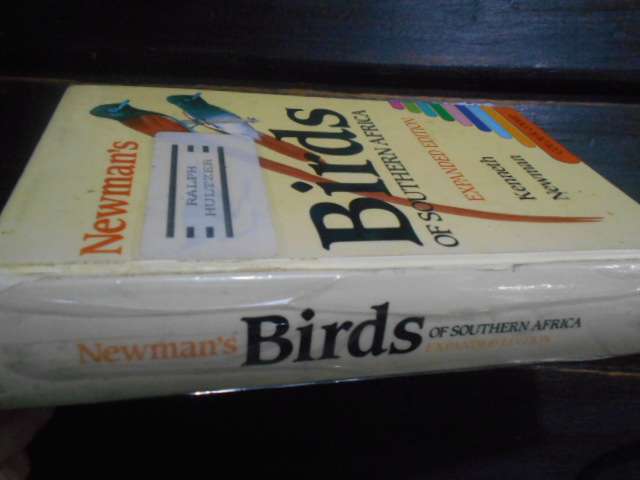 Newman's
Birds
OF SOUTHERN AFRICA
EXPANDED EDITION
Kenneth
Newman
RALPH
HULTZER
Newman's Birds OF SOUTHERN AFRICA
EXPANDED EDITION